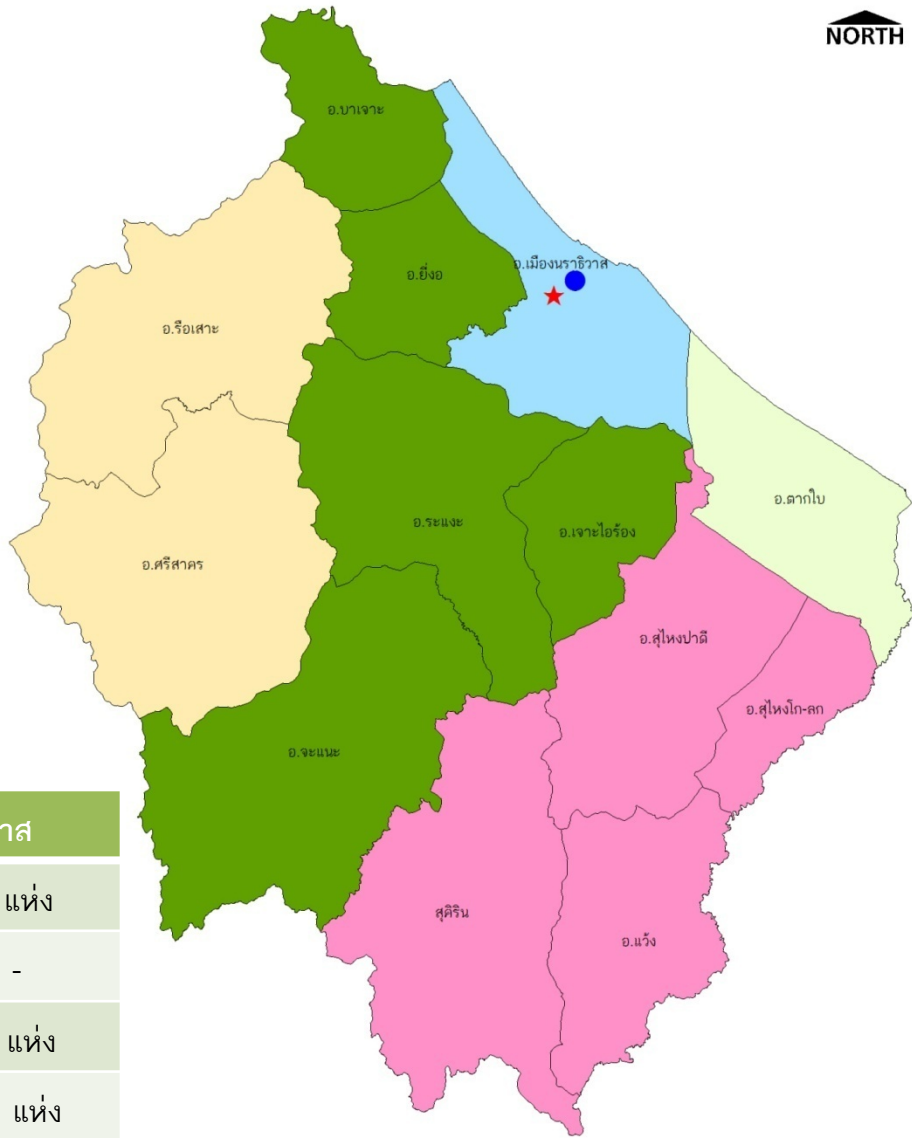 NORTH
อ.บาเจาะ
อ.เมืองนราธิวาส
อ.ยี่งอ
อ.รือเสาะ
อ.ตากใบ
อ.ระแงะ
อ.เจาะไอร้อง
อ.ศรีสาคร
อ.สุไหงปาดี
อ.สุไหงโก-ลก
อ.จะแนะ
สุคิริน
อ.แว้ง
าส
แห่ง
-
แห่ง
แห่ง